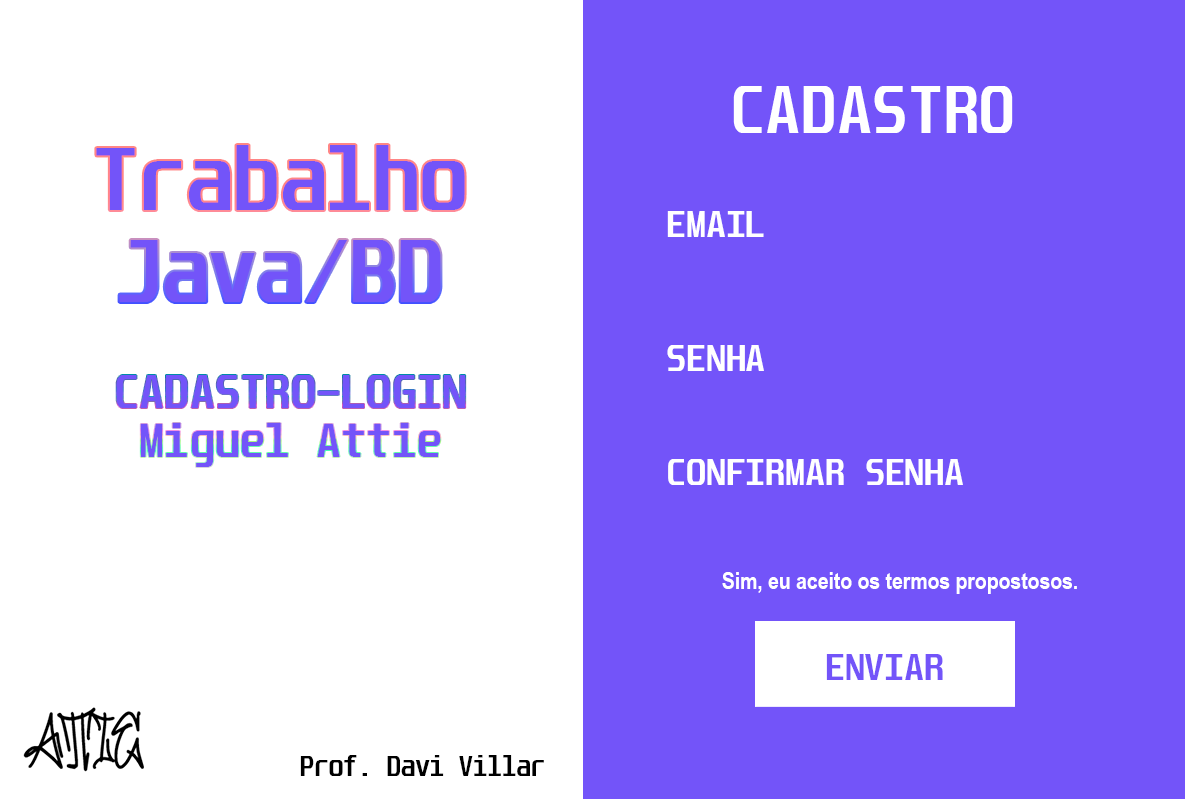 Trabalho
Java/BD
CADASTRO-LOGIN
Miguel Attie
ATTIE
Prof. Davi Villar
CADASTRO
EMAIL
SENHA
CONFIRMAR SENHA
Sim, eu aceito os termos propostosos.
ENVIAR